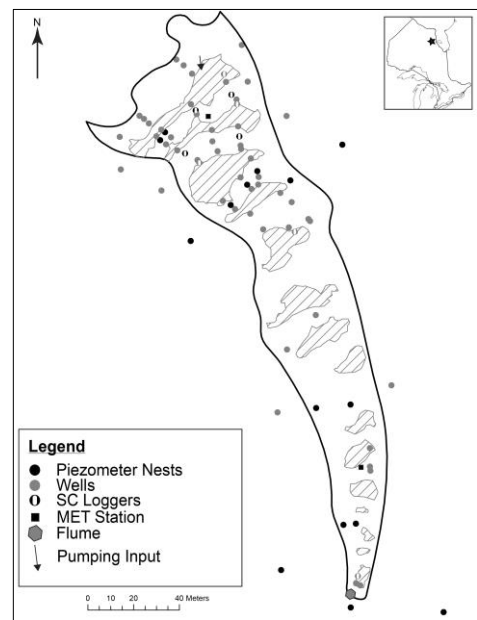 N
Legend
Piezometer Nests
Wells
SC Loggers
MET Station
Flume
Pumping Input
0 10 20 40 Meters